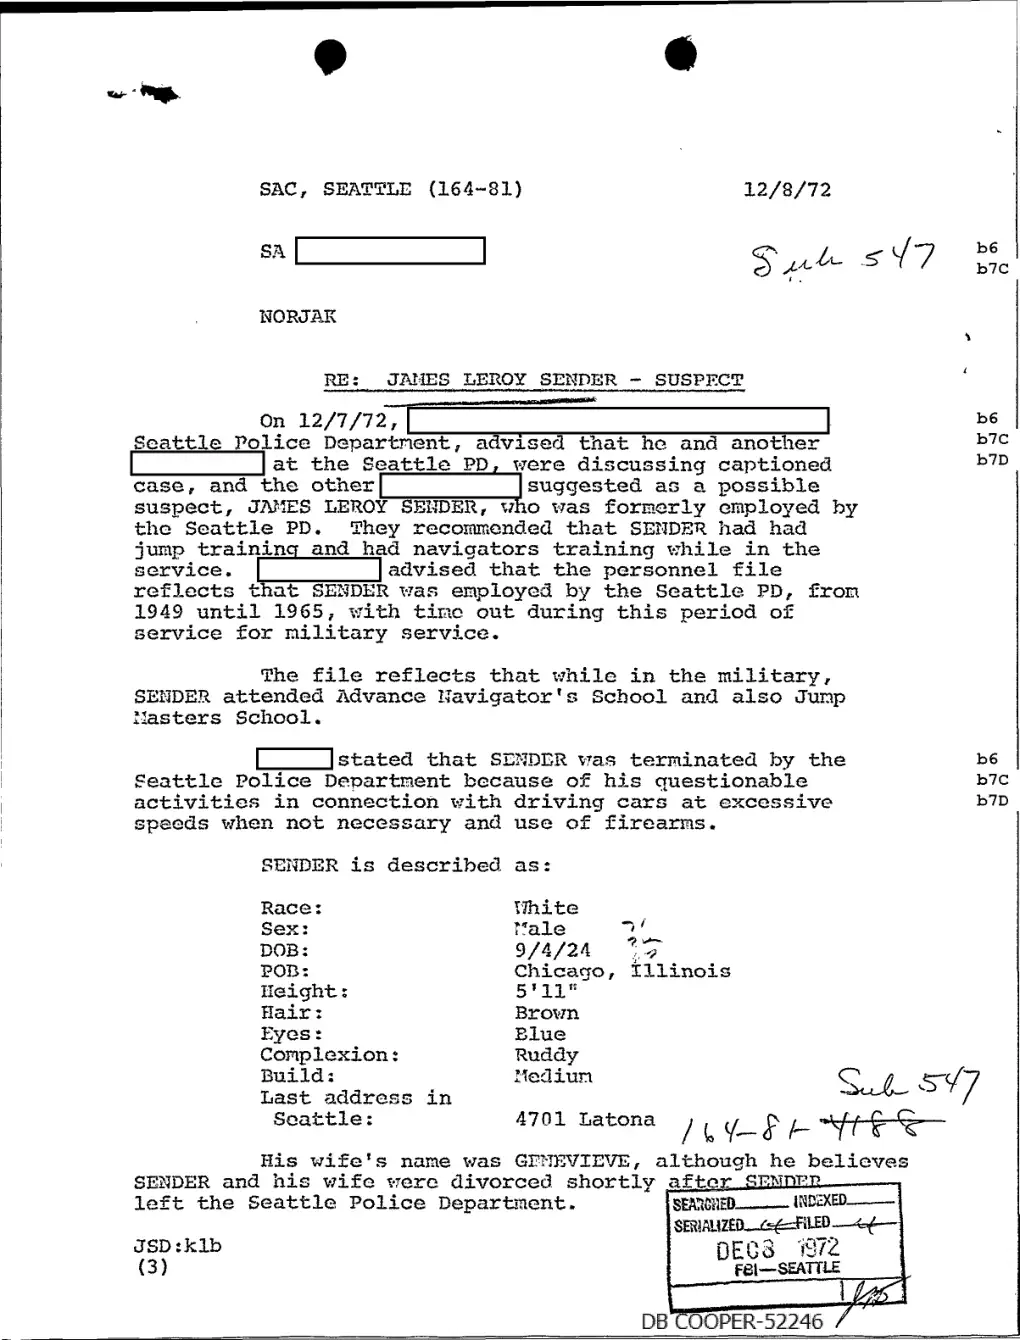 SAC, SEATTLE (164-81) 12/8/72
SA
Sub 547 b6
b7C
NORJAK
RE: JAMES LEROY SENDER - SUSPECT
On 12/7/72, b6
Seattle Police Department, advised that he and another b7C
at the Seattle PD, were discussing captioned b7D
case, and the other suggested as a possible
suspect, JAMES LEROY SENDER, who was formerly employed by
the Seattle PD. They recommended that SENDER had had
jump training and had navigators training while in the
service. advised that the personnel file
reflects that SENDER was employed by the Seattle PD, from
1949 until 1965, with time out during this period of
service for military service.
The file reflects that while in the military,
SENDER attended Advance Navigator's School and also Jump
Masters School.
stated that SENDER was terminated by the b6
Seattle Police Department because of his questionable b7C
activities in connection with driving cars at excessive b7D
speeds when not necessary and use of firearms.
SENDER is described as:
Race: White
Sex: Male
DOB: 9/4/24
POB: Chicago, Illinois
Height: 5'11"
Hair: Brown
Eyes: Blue
Complexion: Ruddy
Build: Medium
Sub 547
Last address in
Seattle: 4701 Latona
164-81-4188
His wife's name was GENEVIEVE, although he believes
SENDER and his wife were divorced shortly after SENDER
left the Seattle Police Department.
SEARCHED INDEXED
SERIALIZED FILED
DEC 8 1972
FBI—SEATTLE
JSD:klb
(3)
DB COOPER-52246